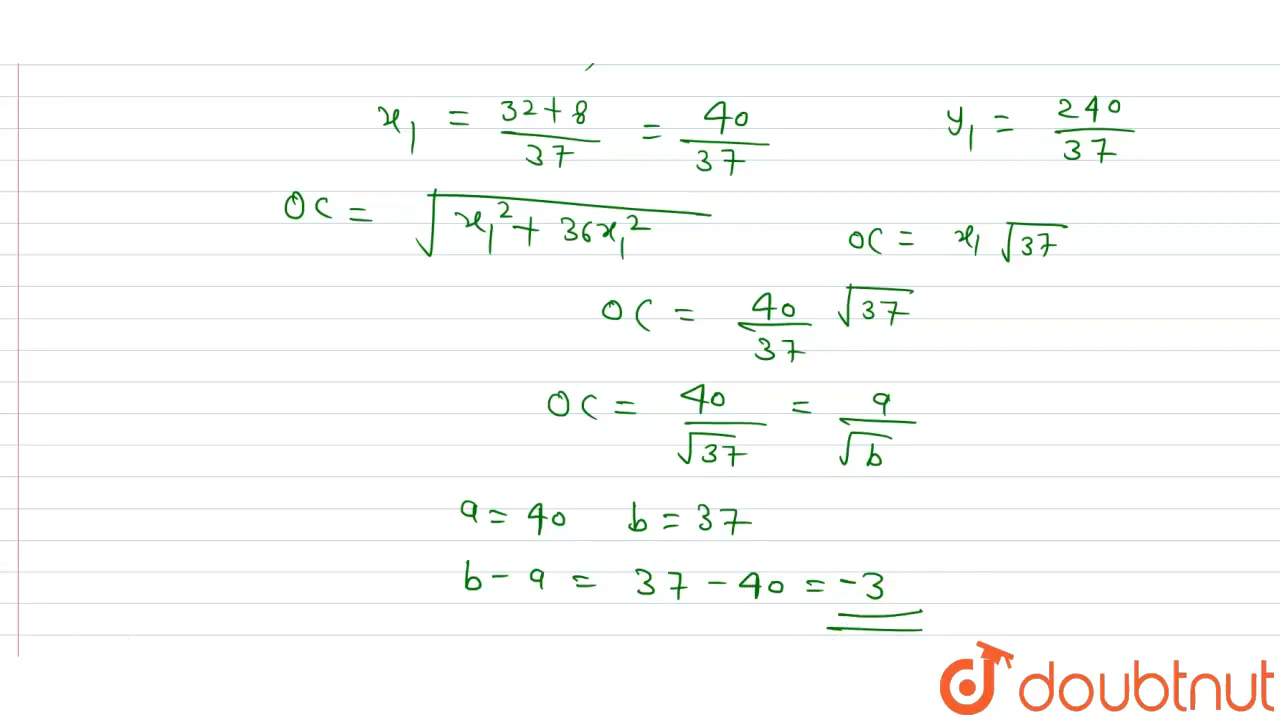 x₁ = (32+8)/37 = 40/37   y₁ = 240/37
OC = √(x₁² + 36x₁²)
OC = x₁ √37
OC = 40/37 √37
OC = 40/√37 = a/√b
a = 40   b = 37
b - a = 37 - 40 = -3
doubtnut